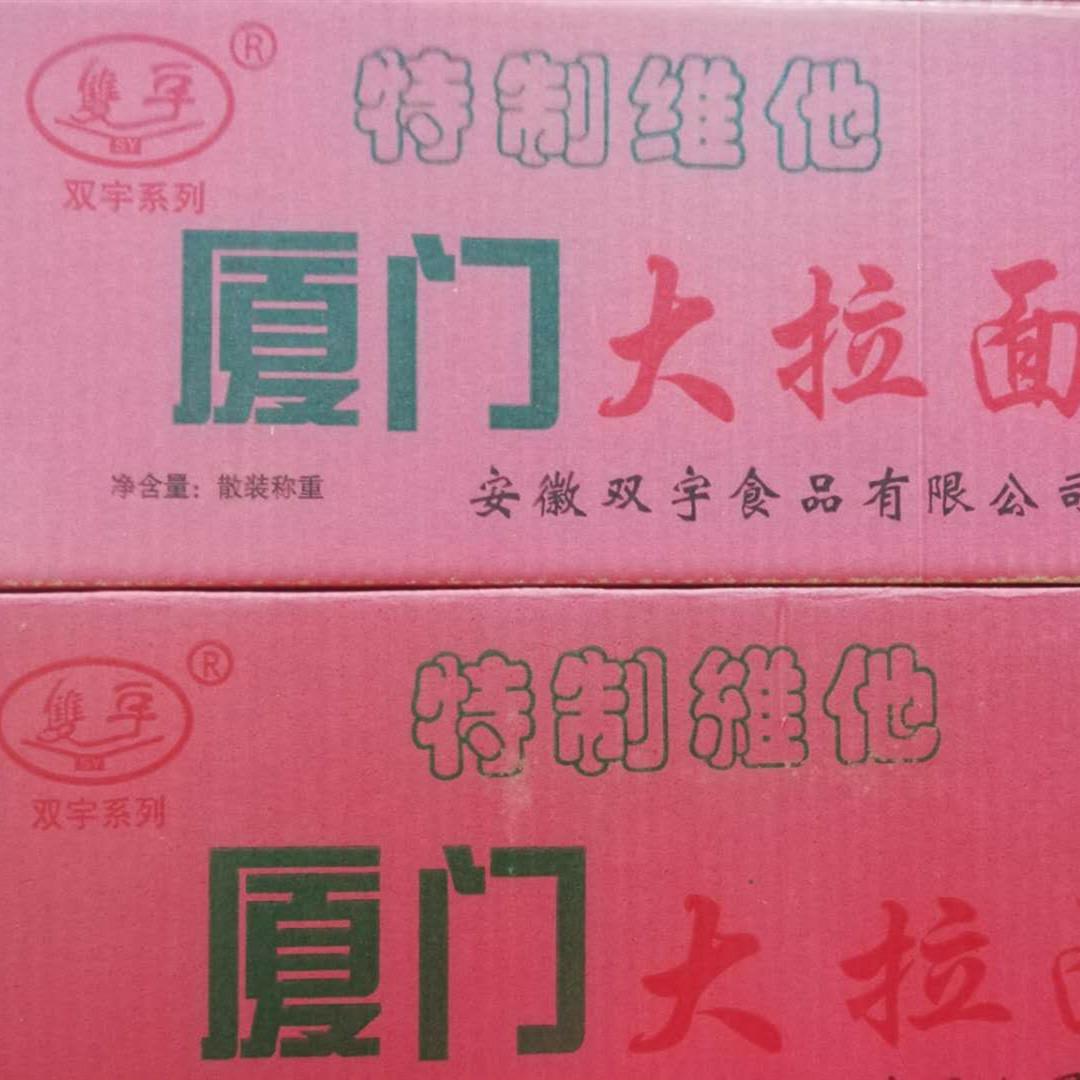 雙宇 ®
SY
双宇系列
特制维他
厦门大拉面
净含量：散装称重
安徽双宇食品有限公司
雙宇 ®
SY
双宇系列
特制維他
厦门大拉